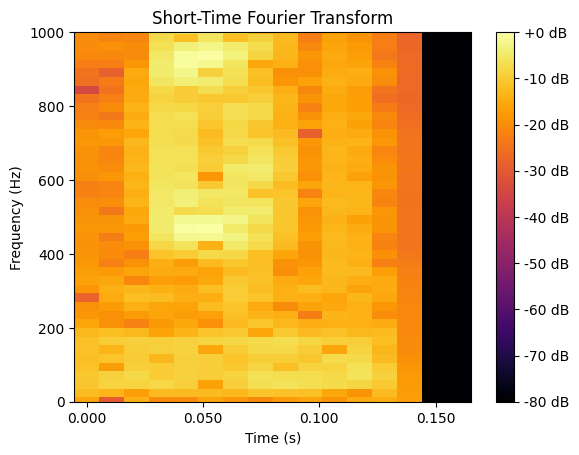 Short-Time Fourier Transform
1000
800
600
400
200
0
Frequency (Hz)
0.000
0.050
0.100
0.150
Time (s)
+0 dB
-10 dB
-20 dB
-30 dB
-40 dB
-50 dB
-60 dB
-70 dB
-80 dB